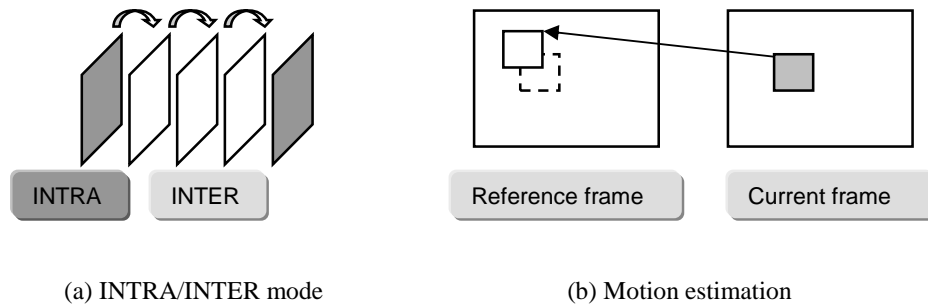 INTRA
INTER
Reference frame
Current frame
(a) INTRA/INTER mode
(b) Motion estimation